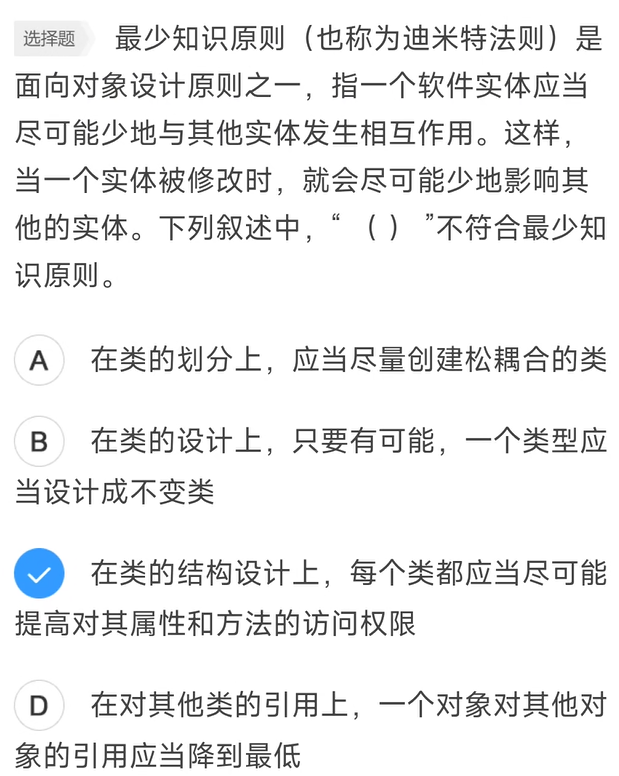 选择题 最少知识原则（也称为迪米特法则）是
面向对象设计原则之一，指一个软件实体应当
尽可能少地与其他实体发生相互作用。这样，
当一个实体被修改时，就会尽可能少地影响其
他的实体。下列叙述中，“ （ ） ”不符合最少知
识原则。
A 在类的划分上，应当尽量创建松耦合的类
B 在类的设计上，只要有可能，一个类型应
当设计成不变类
在类的结构设计上，每个类都应当尽可能
提高对其属性和方法的访问权限
D 在对其他类的引用上，一个对象对其他对
象的引用应当降到最低